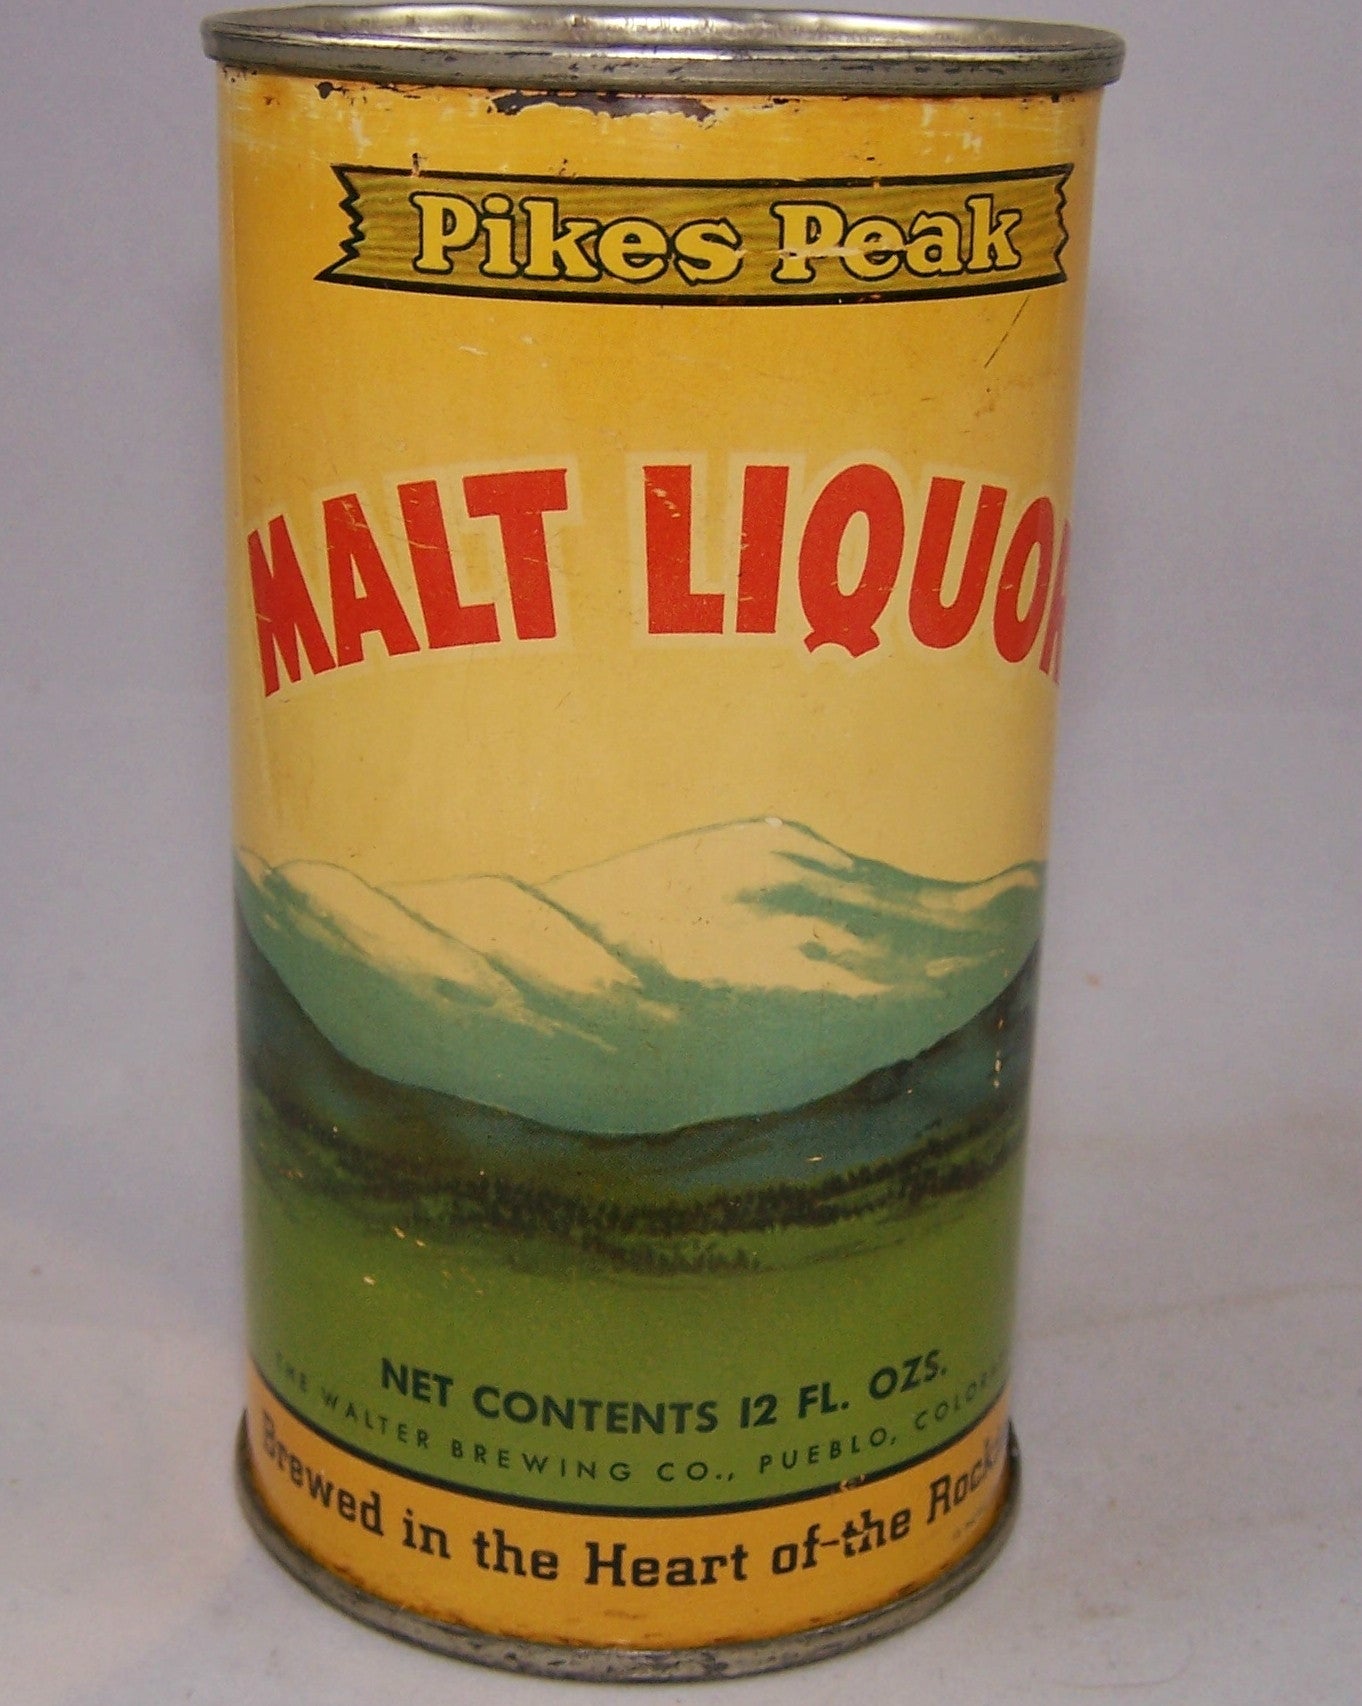 Pikes Peak
MALT LIQUOR
NET CONTENTS 12 FL. OZS.
THE WALTER BREWING CO., PUEBLO, COLOR
Brewed in the Heart of-the Rock